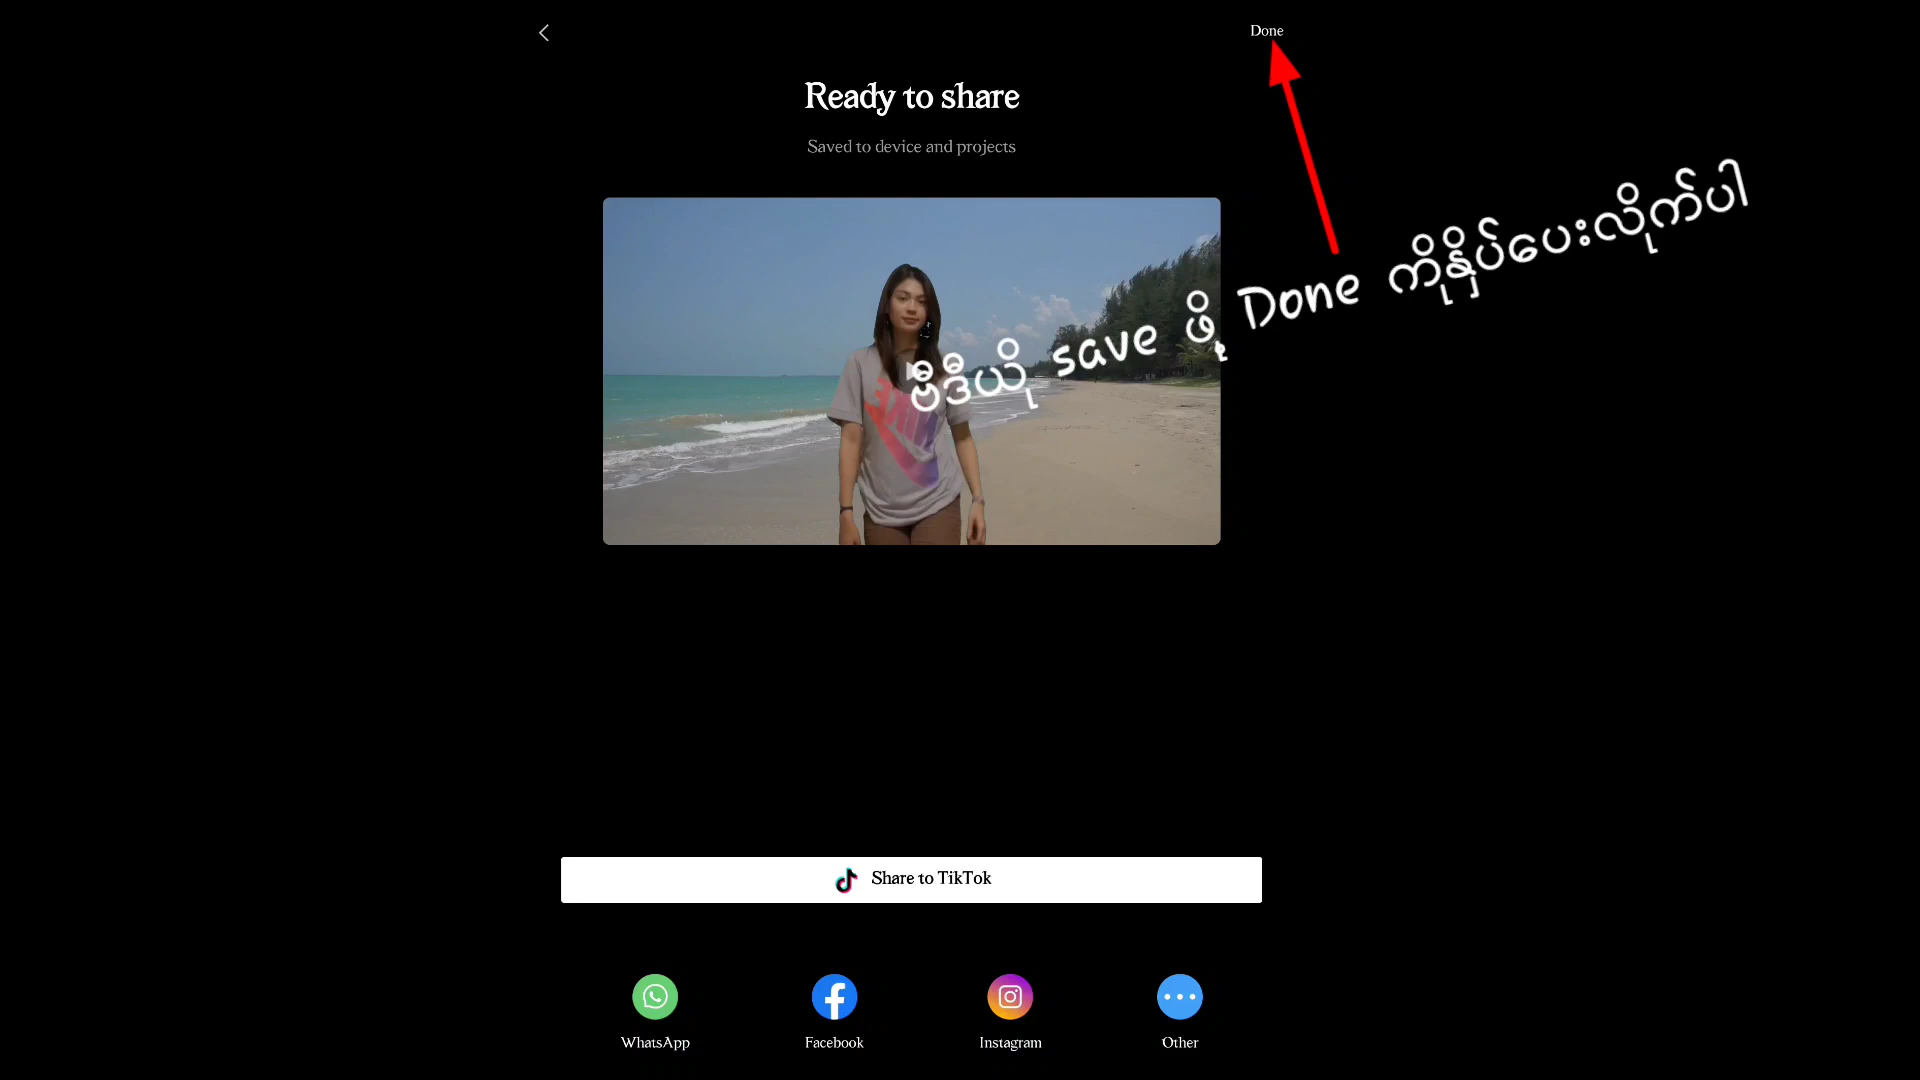 Done
Ready to share
Saved to device and projects
ဗီဒီယို save ဖို့ Done ကိုနှိပ်ပေးလိုက်ပါ
Share to TikTok
WhatsApp
Facebook
Instagram
Other